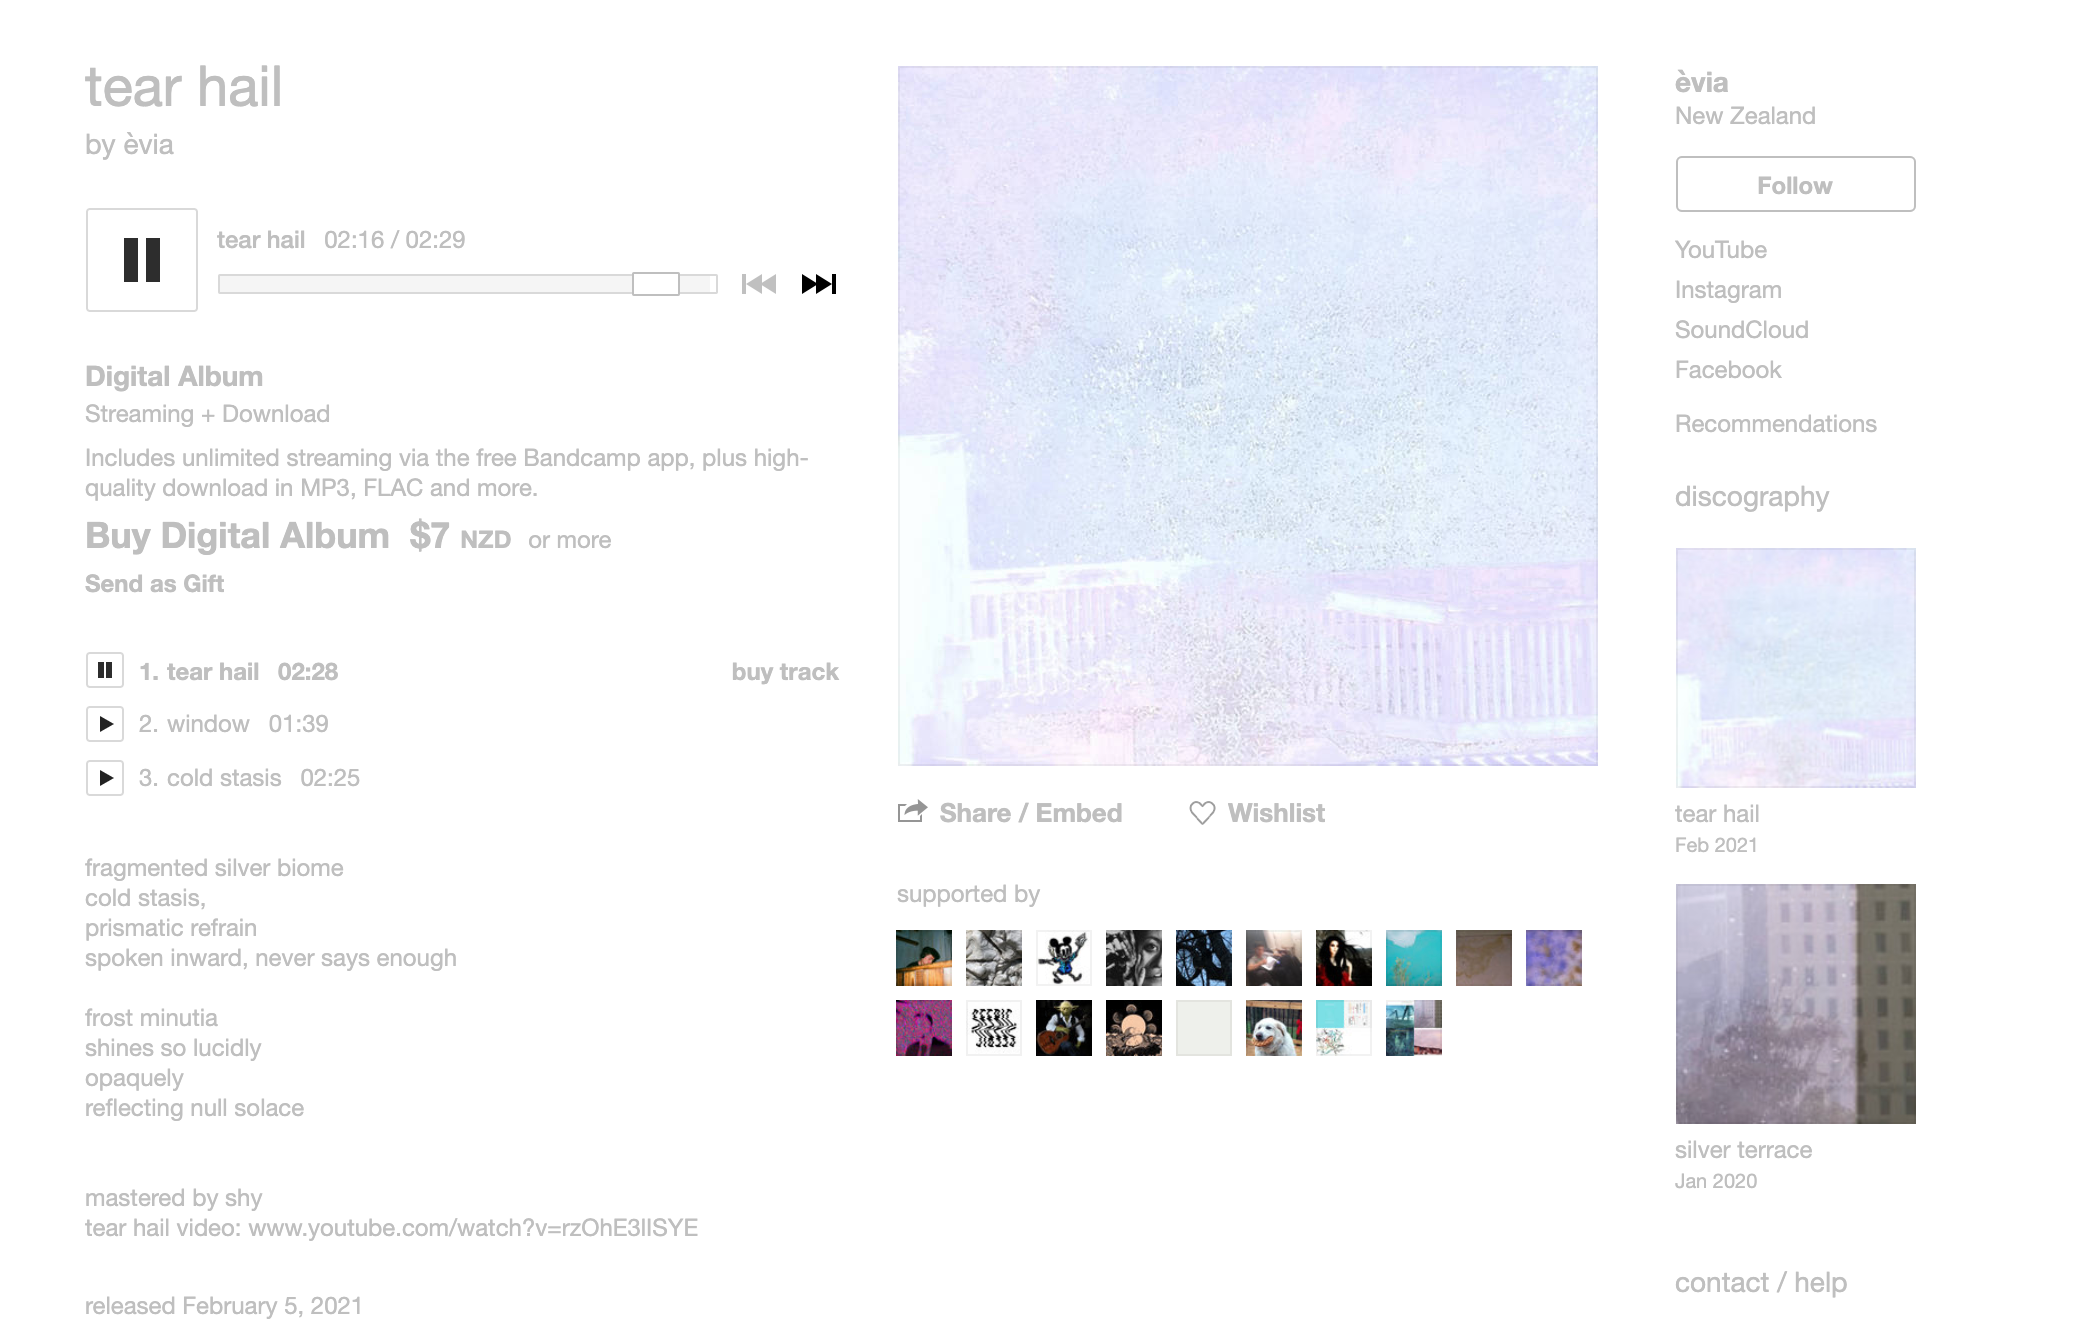 tear hail
by èvia
tear hail 02:16 / 02:29
Digital Album
Streaming + Download
Includes unlimited streaming via the free Bandcamp app, plus high-
quality download in MP3, FLAC and more.
Buy Digital Album $7 NZD or more
Send as Gift
1. tear hail 02:28 buy track
2. window 01:39
3. cold stasis 02:25
fragmented silver biome
cold stasis,
prismatic refrain
spoken inward, never says enough
frost minutia
shines so lucidly
opaquely
reflecting null solace
mastered by shy
tear hail video: www.youtube.com/watch?v=rzOhE3lISYE
released February 5, 2021
Share / Embed Wishlist
supported by
èvia
New Zealand
Follow
YouTube
Instagram
SoundCloud
Facebook
Recommendations
discography
tear hail
Feb 2021
silver terrace
Jan 2020
contact / help